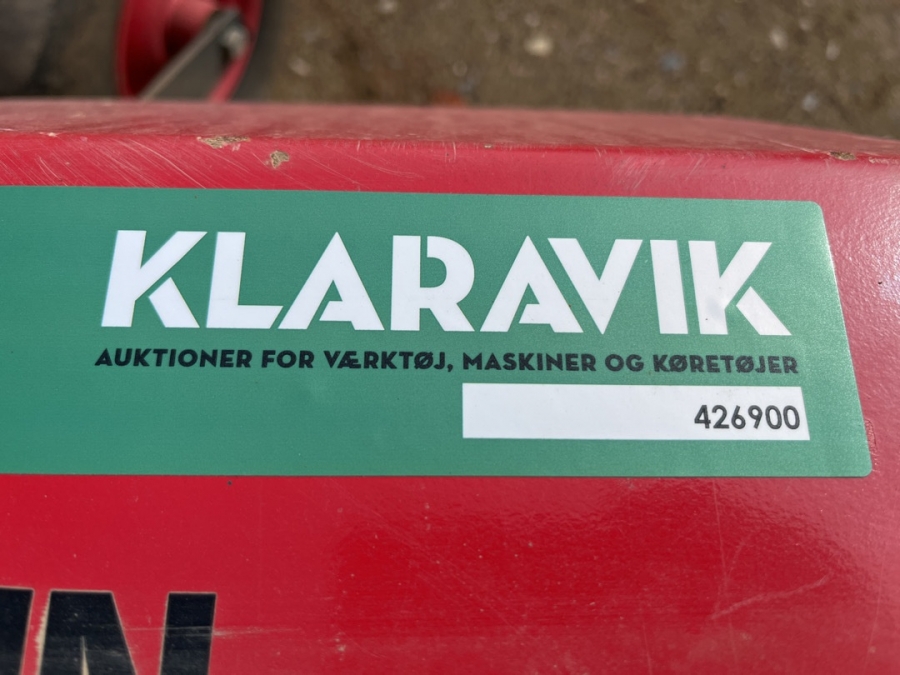 KLARAVIK
AUKTIONER FOR VÆRKTØJ, MASKINER OG KØRETØJER
426900